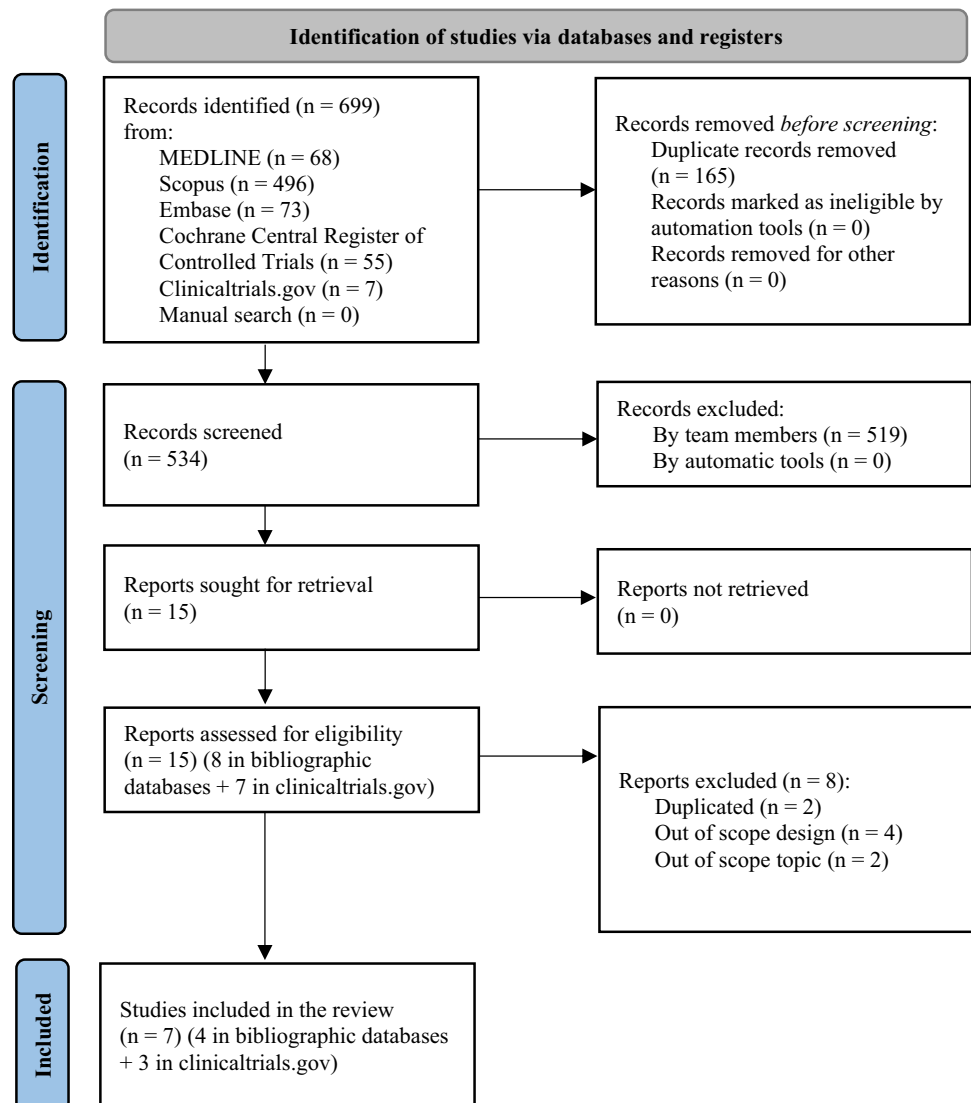 Identification of studies via databases and registers
Identification
Records identified (n = 699)
from:
MEDLINE (n = 68)
Scopus (n = 496)
Embase (n = 73)
Cochrane Central Register of
Controlled Trials (n = 55)
Clinicaltrials.gov (n = 7)
Manual search (n = 0)
Records removed before screening:
Duplicate records removed
(n = 165)
Records marked as ineligible by
automation tools (n = 0)
Records removed for other
reasons (n = 0)
Screening
Records screened
(n = 534)
Records excluded:
By team members (n = 519)
By automatic tools (n = 0)
Reports sought for retrieval
(n = 15)
Reports not retrieved
(n = 0)
Reports assessed for eligibility
(n = 15) (8 in bibliographic
databases + 7 in clinicaltrials.gov)
Reports excluded (n = 8):
Duplicated (n = 2)
Out of scope design (n = 4)
Out of scope topic (n = 2)
Included
Studies included in the review
(n = 7) (4 in bibliographic databases
+ 3 in clinicaltrials.gov)